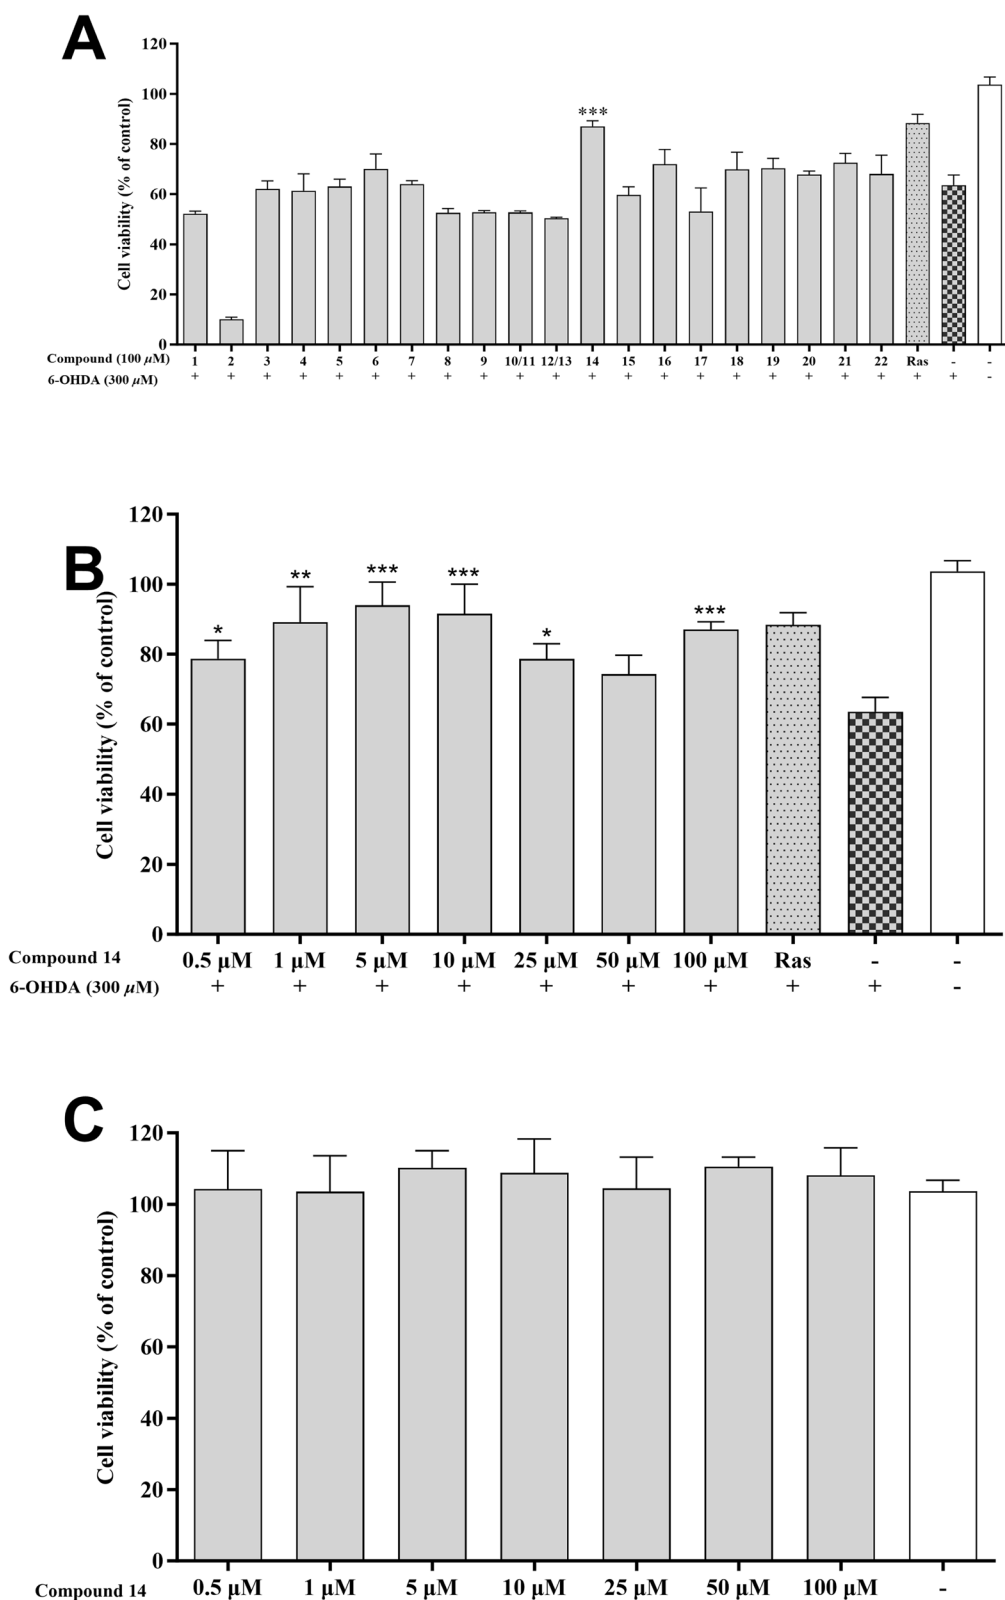 A
Cell viability (% of control)
120
100
80
60
40
20
0
***
Compound (100 μM) 1 2 3 4 5 6 7 8 9 10/11 12/13 14 15 16 17 18 19 20 21 22 Ras - -
6-OHDA (300 μM) + + + + + + + + + + + + + + + + + + + + + + -
B
Cell viability (% of control)
120
100
80
60
40
20
0
* ** *** *** * ***
Compound 14 0.5 μM 1 μM 5 μM 10 μM 25 μM 50 μM 100 μM Ras - -
6-OHDA (300 μM) + + + + + + + + + -
C
Cell viability (% of control)
120
100
80
60
40
20
0
Compound 14 0.5 μM 1 μM 5 μM 10 μM 25 μM 50 μM 100 μM -